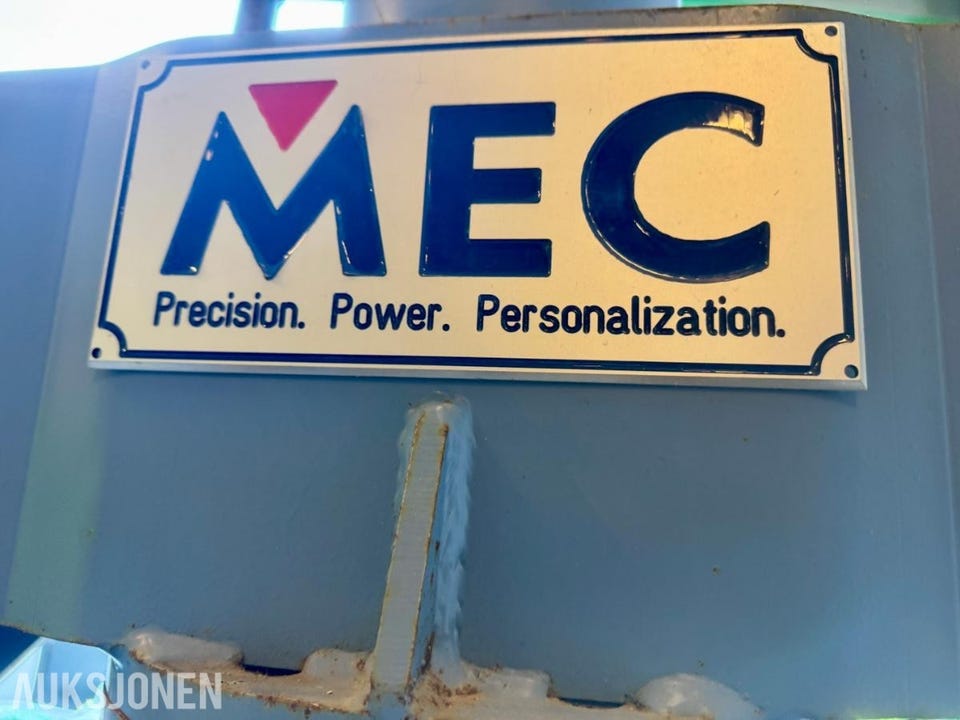 MEC
Precision. Power. Personalization.
AUKSJONEN